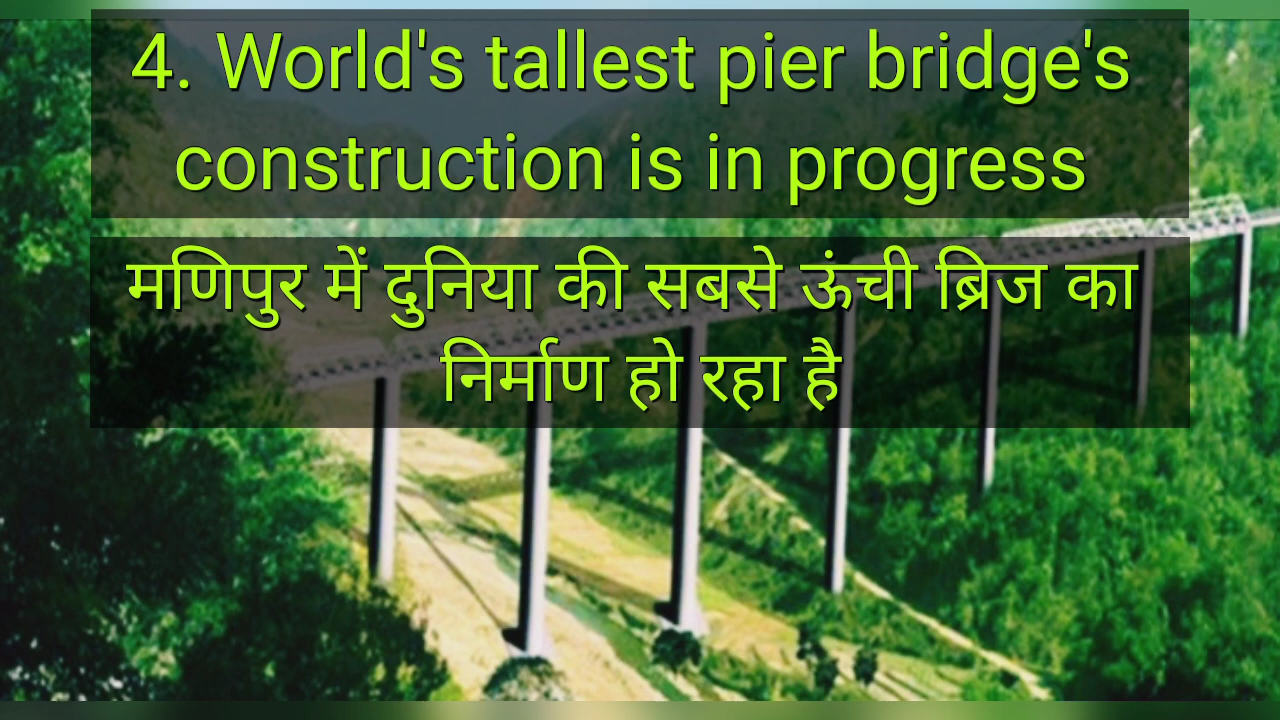 4. World's tallest pier bridge's
construction is in progress
मणिपुर में दुनिया की सबसे ऊंची ब्रिज का
निर्माण हो रहा है